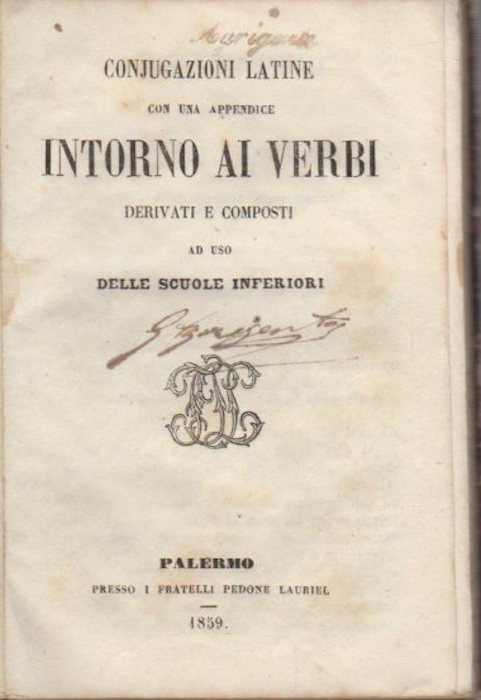 CONJUGAZIONI LATINE
CON UNA APPENDICE
INTORNO AI VERBI
DERIVATI E COMPOSTI
AD USO
DELLE SCUOLE INFERIORI
PALERMO
PRESSO I FRATELLI PEDONE LAURIEL
1859.